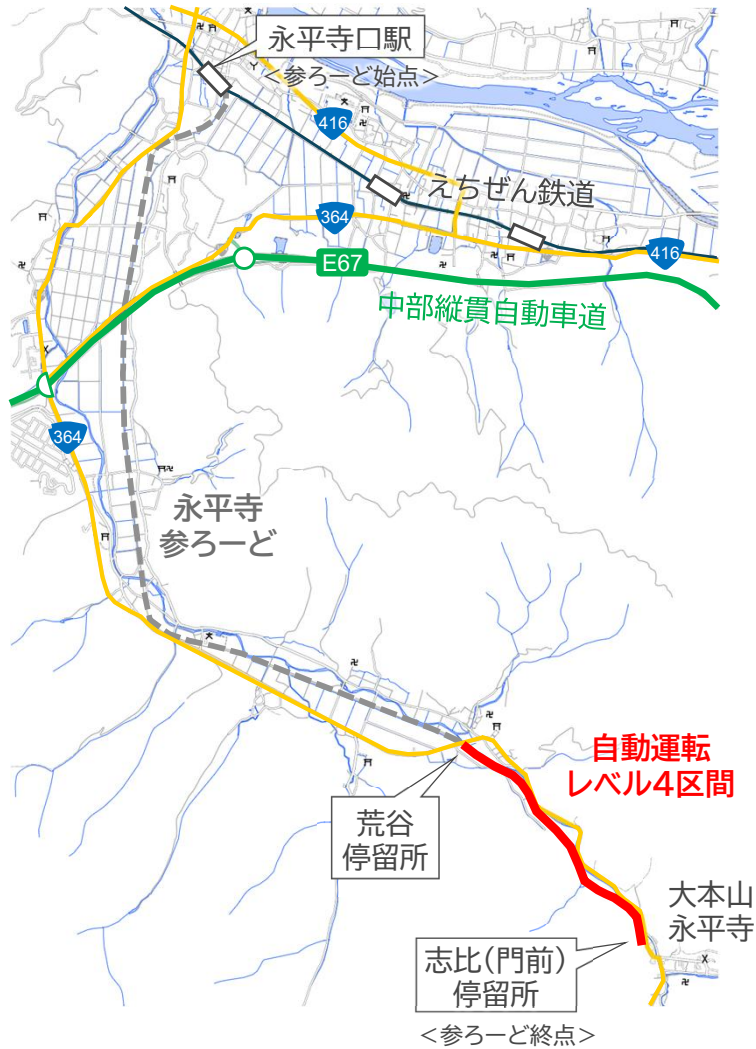 永平寺口駅
<参ろーど始点>
416
えちぜん鉄道
364
416
E67
中部縦貫自動車道
364
永平寺
参ろーど
自動運転
レベル4区間
荒谷
停留所
大本山
永平寺
志比(門前)
停留所
<参ろーど終点>